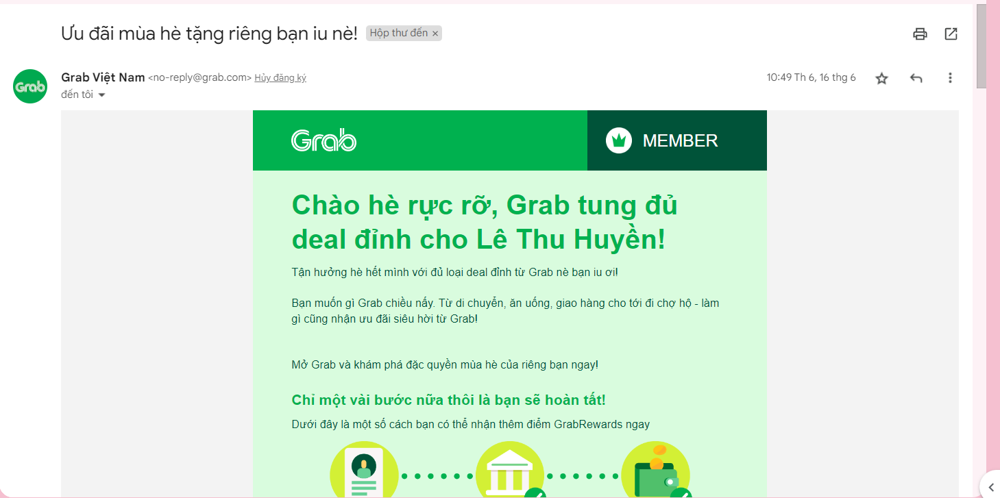 Ưu đãi mùa hè tặng riêng bạn iu nè! Hộp thư đến ×
Grab
Grab Việt Nam <no-reply@grab.com> Hủy đăng ký
10:49 Th 6, 16 thg 6
đến tôi
Grab
MEMBER
Chào hè rực rỡ, Grab tung đủ
deal đỉnh cho Lê Thu Huyền!
Tận hưởng hè hết mình với đủ loại deal đỉnh từ Grab nè bạn iu ơi!
Bạn muốn gì Grab chiều nấy. Từ di chuyển, ăn uống, giao hàng cho tới đi chợ hộ - làm
gì cũng nhận ưu đãi siêu hời từ Grab!
Mở Grab và khám phá đặc quyền mùa hè của riêng bạn ngay!
Chỉ một vài bước nữa thôi là bạn sẽ hoàn tất!
Dưới đây là một số cách bạn có thể nhận thêm điểm GrabRewards ngay